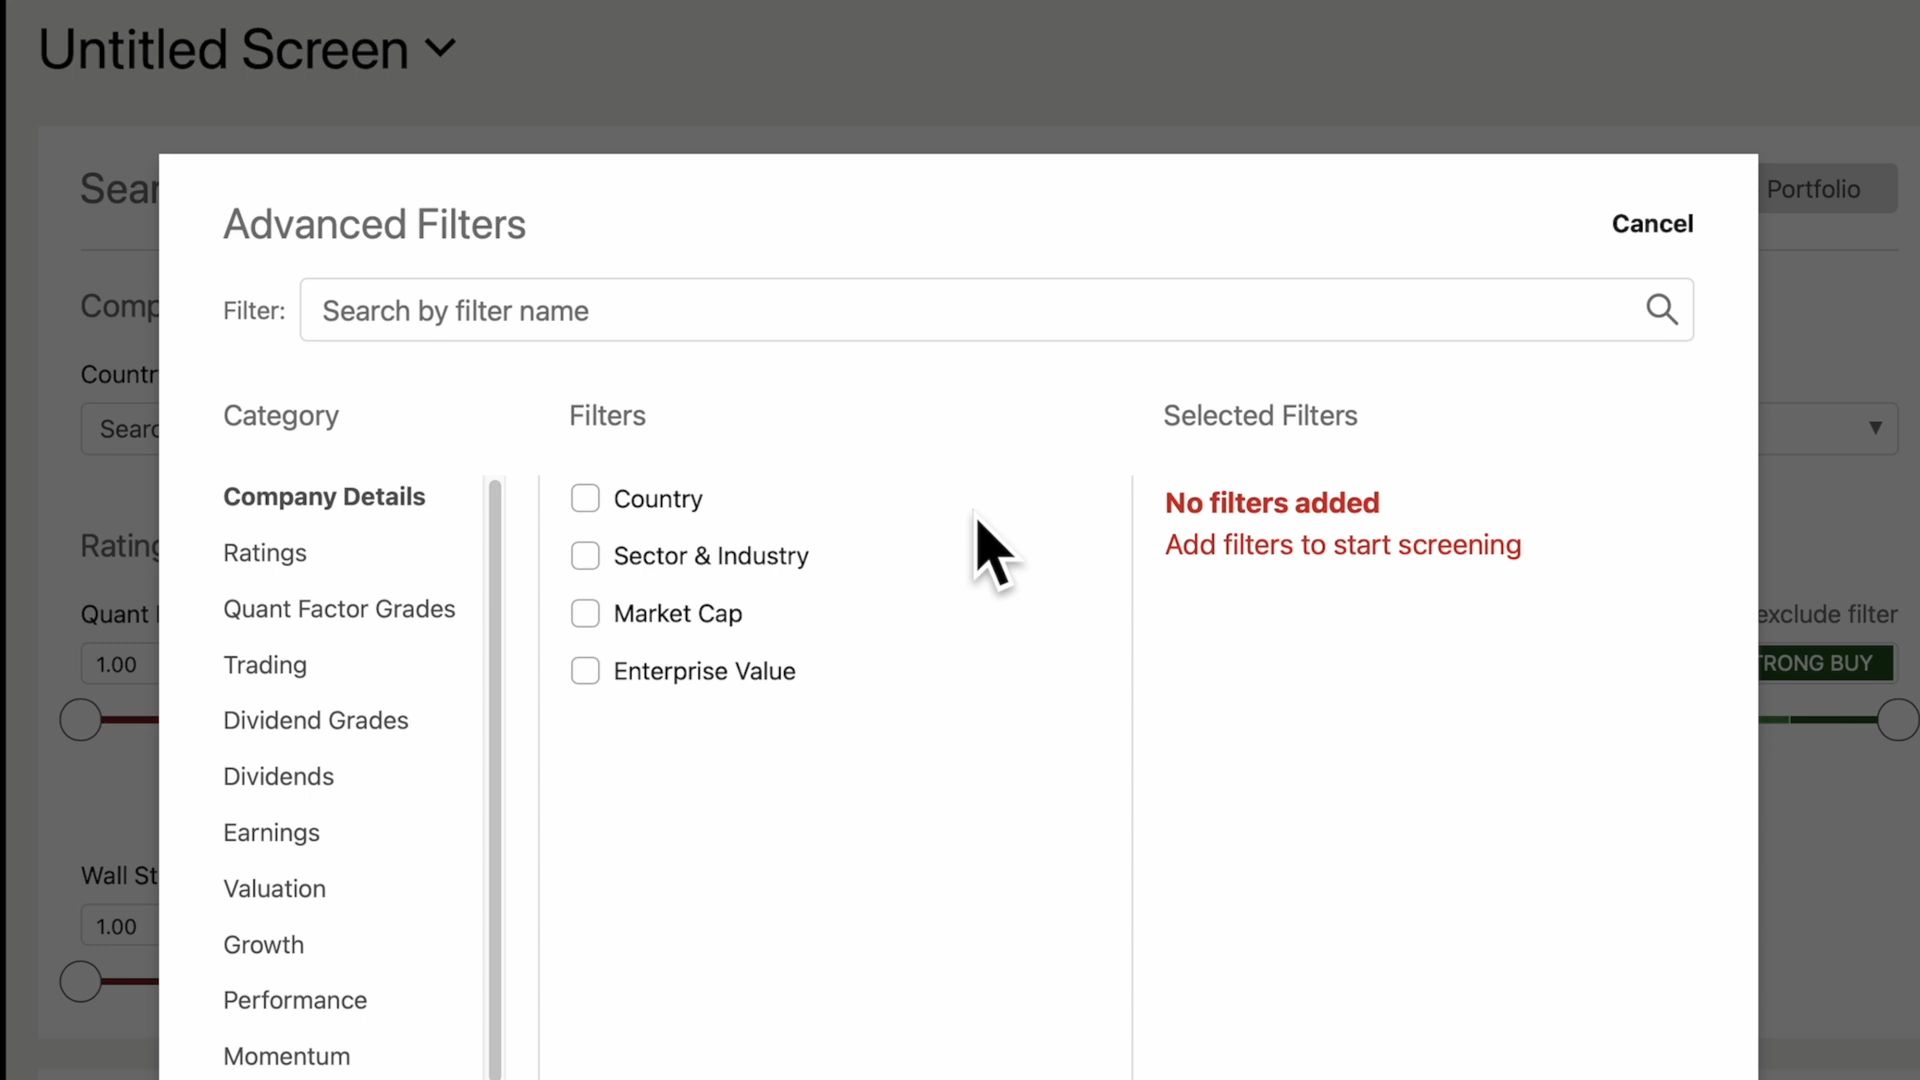 Untitled Screen
Advanced Filters
Cancel
Portfolio
Filter:
Search by filter name
Category
Filters
Selected Filters
Company Details
Ratings
Quant Factor Grades
Trading
Dividend Grades
Dividends
Earnings
Valuation
Growth
Performance
Momentum
Country
Sector & Industry
Market Cap
Enterprise Value
No filters added
Add filters to start screening
Sear
Comp
Countr
Searc
Rating
Quant
1.00
exclude filter
TRONG BUY
Wall St
1.00